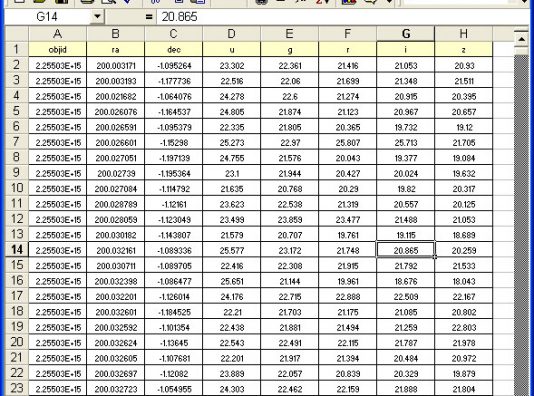 G14 = 20.865
A B C D E F G H
1 objid ra dec u g r i z
2 2.25503E+15 200.003171 -1.095264 23.302 22.361 21.416 21.053 20.93
3 2.25503E+15 200.003193 -1.177736 22.516 22.06 21.699 21.348 21.511
4 2.25503E+15 200.021682 -1.064076 24.278 22.6 21.274 20.915 20.395
5 2.25503E+15 200.026076 -1.164537 24.805 21.874 21.123 20.967 20.657
6 2.25503E+15 200.026591 -1.095379 22.335 21.805 20.365 19.732 19.12
7 2.25503E+15 200.026601 -1.15298 25.273 22.97 25.807 25.713 21.705
8 2.25503E+15 200.027051 -1.197139 24.755 21.576 20.043 19.377 19.084
9 2.25503E+15 200.02739 -1.195364 23.1 21.944 20.427 20.024 19.632
10 2.25503E+15 200.027084 -1.114792 21.635 20.768 20.29 19.82 20.317
11 2.25503E+15 200.028789 -1.12161 23.623 22.538 21.319 20.557 20.125
12 2.25503E+15 200.028059 -1.123049 23.499 23.859 23.477 21.488 21.053
13 2.25503E+15 200.030182 -1.143807 21.579 20.707 19.761 19.115 18.689
14 2.25503E+15 200.032161 -1.089336 25.577 23.172 21.748 20.865 20.259
15 2.25503E+15 200.030711 -1.089705 22.416 22.308 21.915 21.792 21.533
16 2.25503E+15 200.032398 -1.086477 25.651 21.144 19.961 18.676 18.043
17 2.25503E+15 200.032201 -1.126014 24.176 22.715 22.888 22.509 22.167
18 2.25503E+15 200.032601 -1.184525 22.21 21.703 21.175 21.085 20.802
19 2.25503E+15 200.032592 -1.101354 22.438 21.881 21.494 21.259 22.803
20 2.25503E+15 200.032624 -1.13645 22.543 22.491 22.115 21.787 21.978
21 2.25503E+15 200.032605 -1.107681 22.201 21.917 21.394 20.484 20.972
22 2.25503E+15 200.032697 -1.12082 23.889 22.057 20.839 20.329 19.879
23 2.25503E+15 200.032723 -1.054955 24.303 22.462 22.159 21.888 21.804